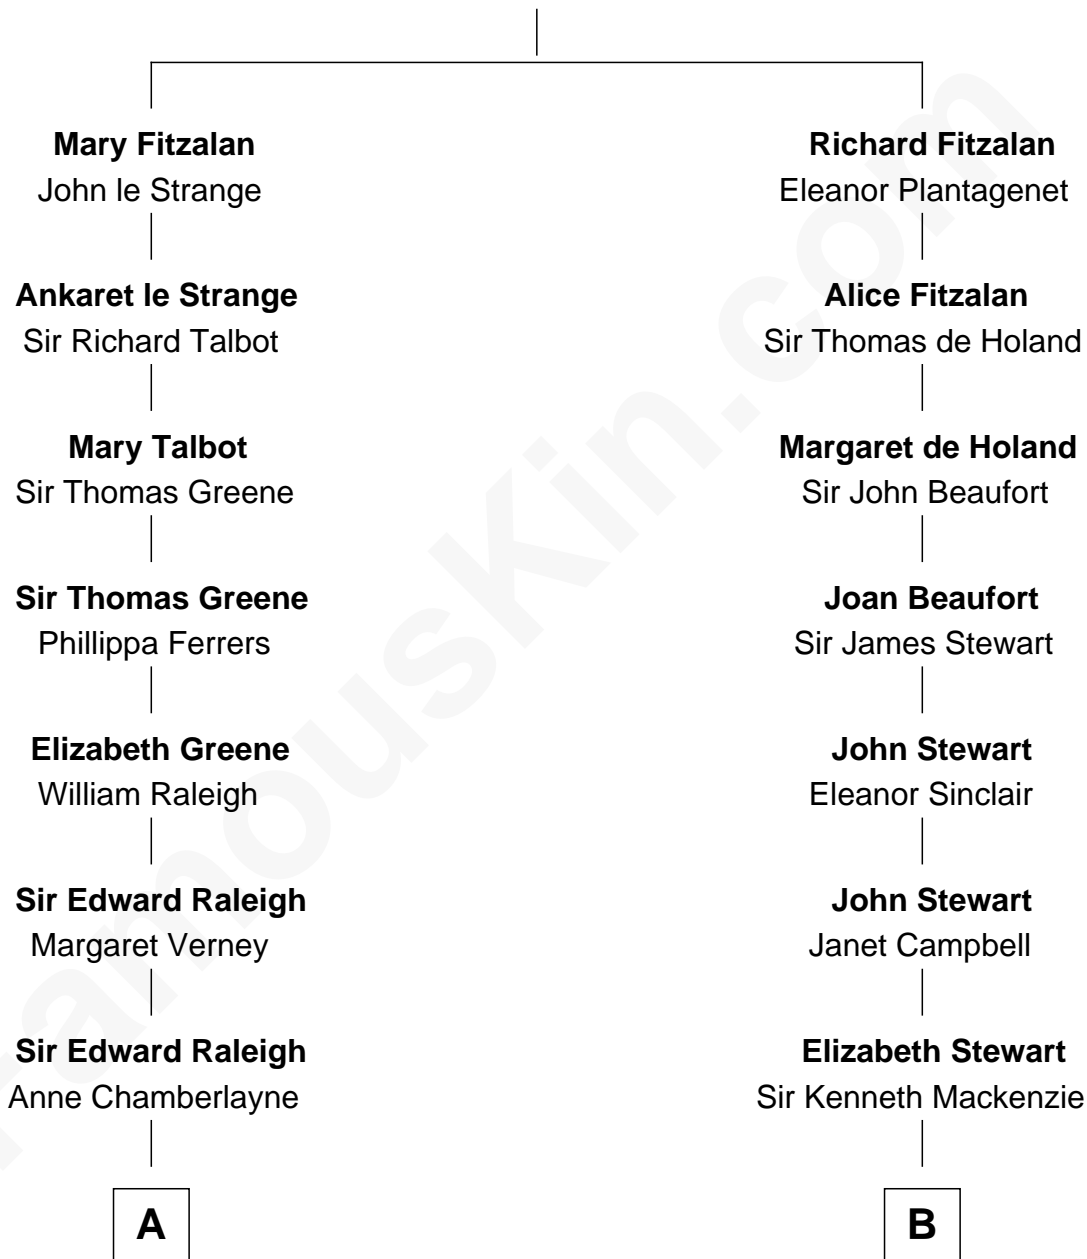 Mary Fitzalan
John le Strange
Richard Fitzalan
Eleanor Plantagenet
Ankaret le Strange
Sir Richard Talbot
Alice Fitzalan
Sir Thomas de Holand
Mary Talbot
Sir Thomas Greene
Margaret de Holand
Sir John Beaufort
Sir Thomas Greene
Phillippa Ferrers
Joan Beaufort
Sir James Stewart
Elizabeth Greene
William Raleigh
John Stewart
Eleanor Sinclair
Sir Edward Raleigh
Margaret Verney
John Stewart
Janet Campbell
Sir Edward Raleigh
Anne Chamberlayne
Elizabeth Stewart
Sir Kenneth Mackenzie
A
B
FamousKin.com